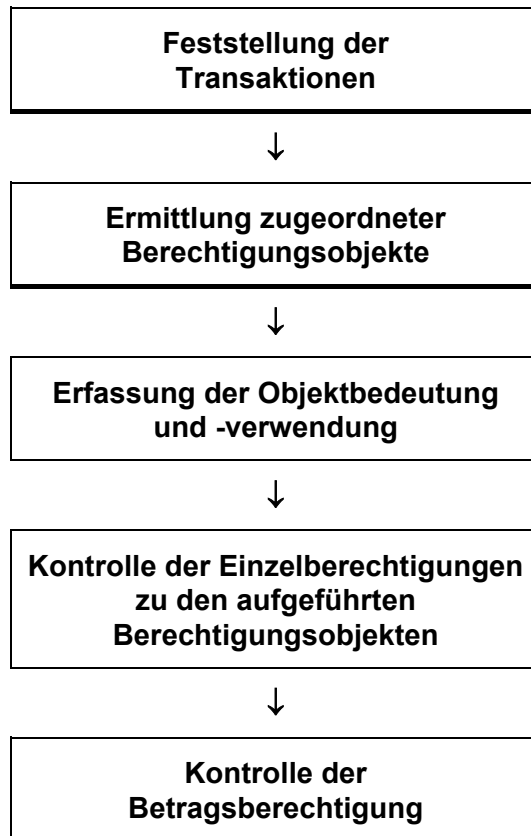 Feststellung der
Transaktionen
↓
Ermittlung zugeordneter
Berechtigungsobjekte
↓
Erfassung der Objektbedeutung
und -verwendung
↓
Kontrolle der Einzelberechtigungen
zu den aufgeführten
Berechtigungsobjekten
↓
Kontrolle der
Betragsberechtigung